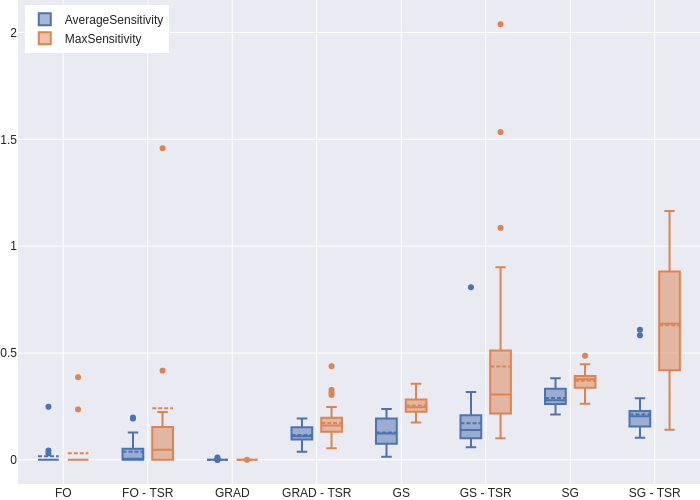 AverageSensitivity
MaxSensitivity
2
1.5
1
0.5
0
FO
FO - TSR
GRAD
GRAD - TSR
GS
GS - TSR
SG
SG - TSR